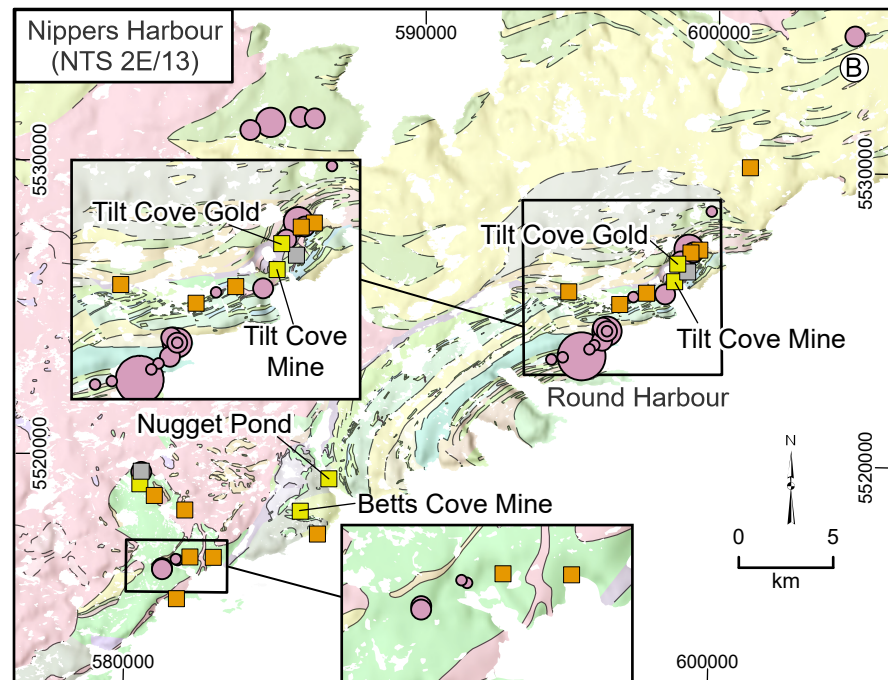 Nippers Harbour
(NTS 2E/13)
590000
600000
B
5530000
5530000
Tilt Cove Gold
Tilt Cove
Mine
Tilt Cove Gold
Tilt Cove Mine
Round Harbour
Nugget Pond
Betts Cove Mine
5520000
5520000
N
0
5
km
580000
600000